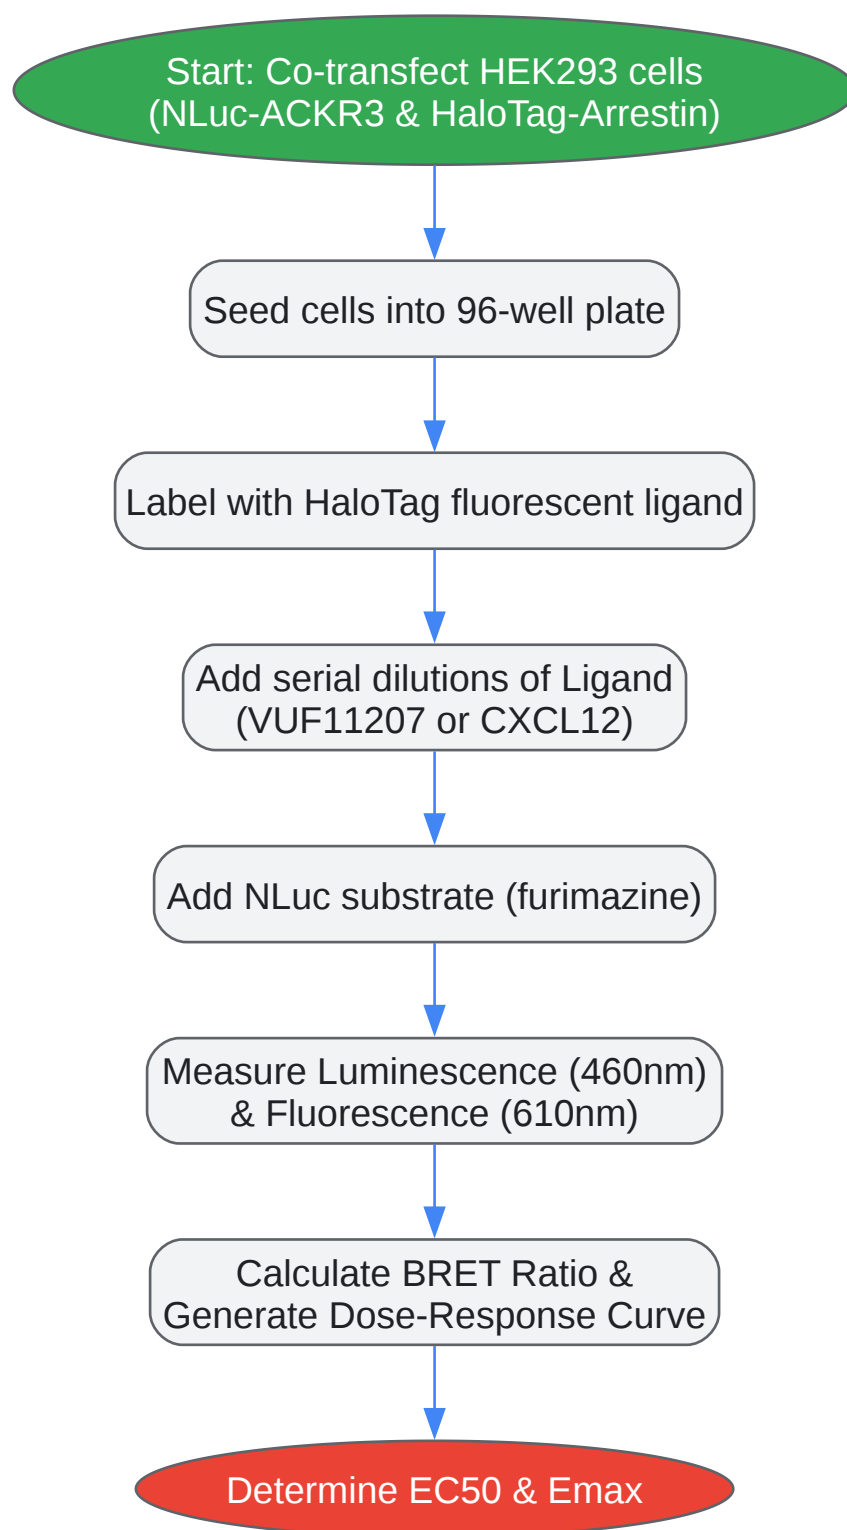 Start: Co-transfect HEK293 cells
(NLuc-ACKR3 & HaloTag-Arrestin)
Seed cells into 96-well plate
Label with HaloTag fluorescent ligand
Add serial dilutions of Ligand
(VUF11207 or CXCL12)
Add NLuc substrate (furimazine)
Measure Luminescence (460nm)
& Fluorescence (610nm)
Calculate BRET Ratio &
Generate Dose-Response Curve
Determine EC50 & Emax